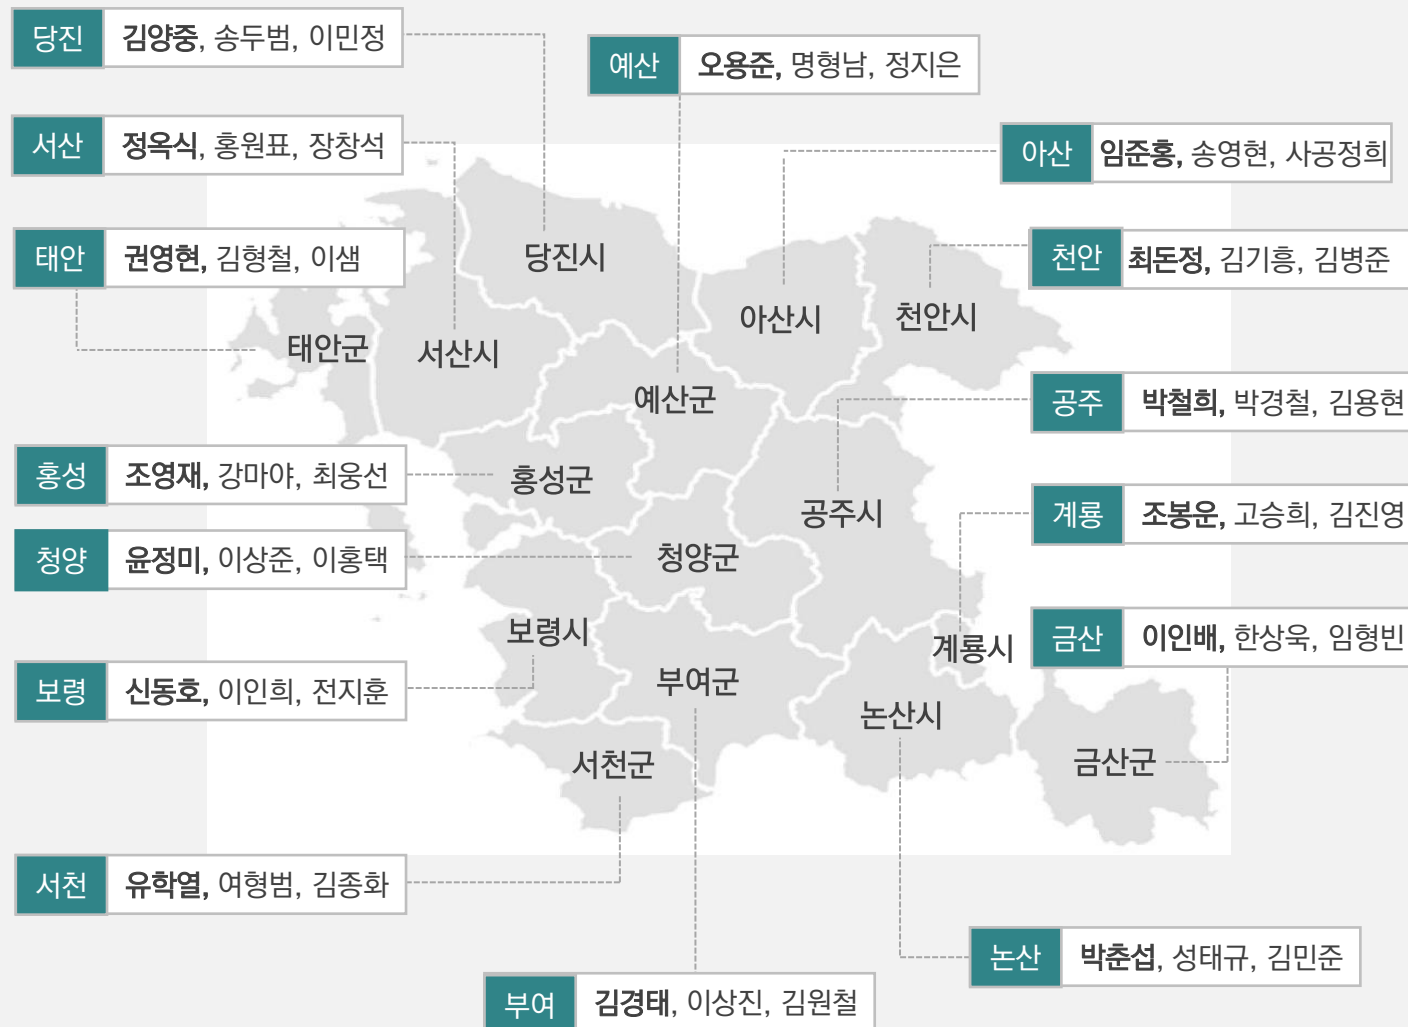 당진 김양중, 송두범, 이민정
예산 오용준, 명형남, 정지은
서산 정옥식, 홍원표, 장창석
아산 임준홍, 송영현, 사공정희
태안 권영현, 김형철, 이샘
천안 최돈정, 김기흥, 김병준
당진시
아산시
천안시
태안군
서산시
예산군
공주 박철희, 박경철, 김용현
홍성 조영재, 강마야, 최웅선
홍성군
공주시
계룡 조봉운, 고승희, 김진영
청양 윤정미, 이상준, 이홍택
청양군
보령시
계룡시
금산 이인배, 한상욱, 임형빈
보령 신동호, 이인희, 전지훈
부여군
논산시
서천군
금산군
서천 유학열, 여형범, 김종화
논산 박춘섭, 성태규, 김민준
부여 김경태, 이상진, 김원철